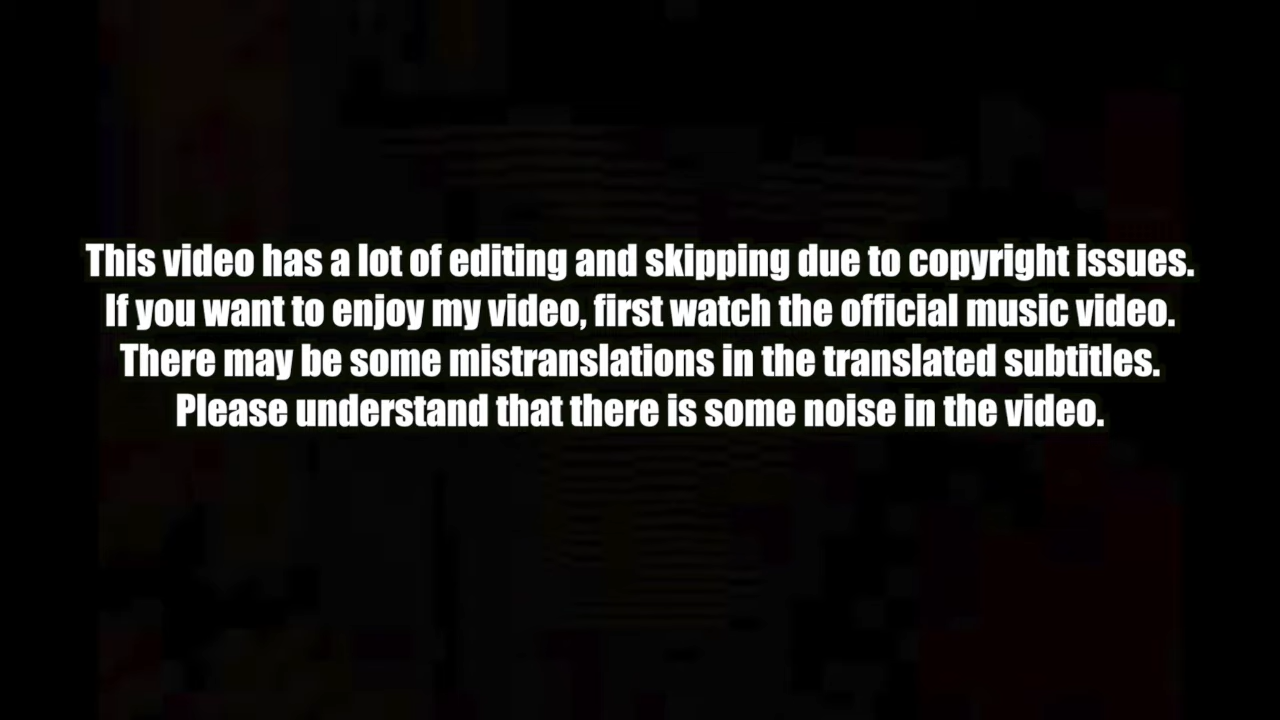 This video has a lot of editing and skipping due to copyright issues.
If you want to enjoy my video, first watch the official music video.
There may be some mistranslations in the translated subtitles.
Please understand that there is some noise in the video.